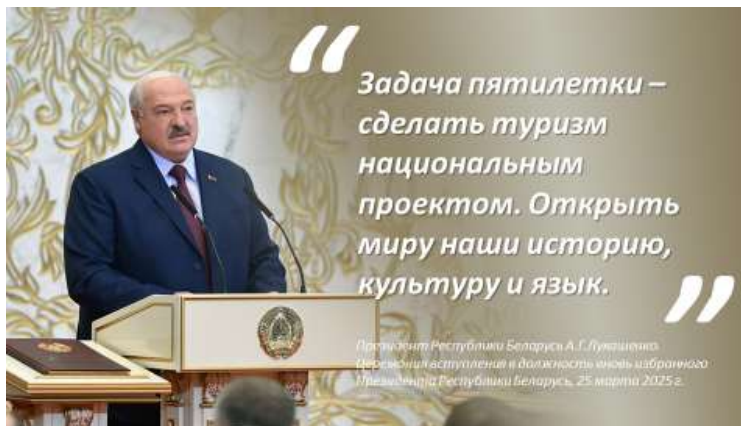 “
Задача пятилетки –
сделать туризм
национальным
проектом. Открыть
миру наши историю,
культуру и язык.
”
Президент Республики Беларусь А.Г.Лукашенко.
Церемония вступления в должность вновь избранного
Президента Республики Беларусь, 25 марта 2025 г.